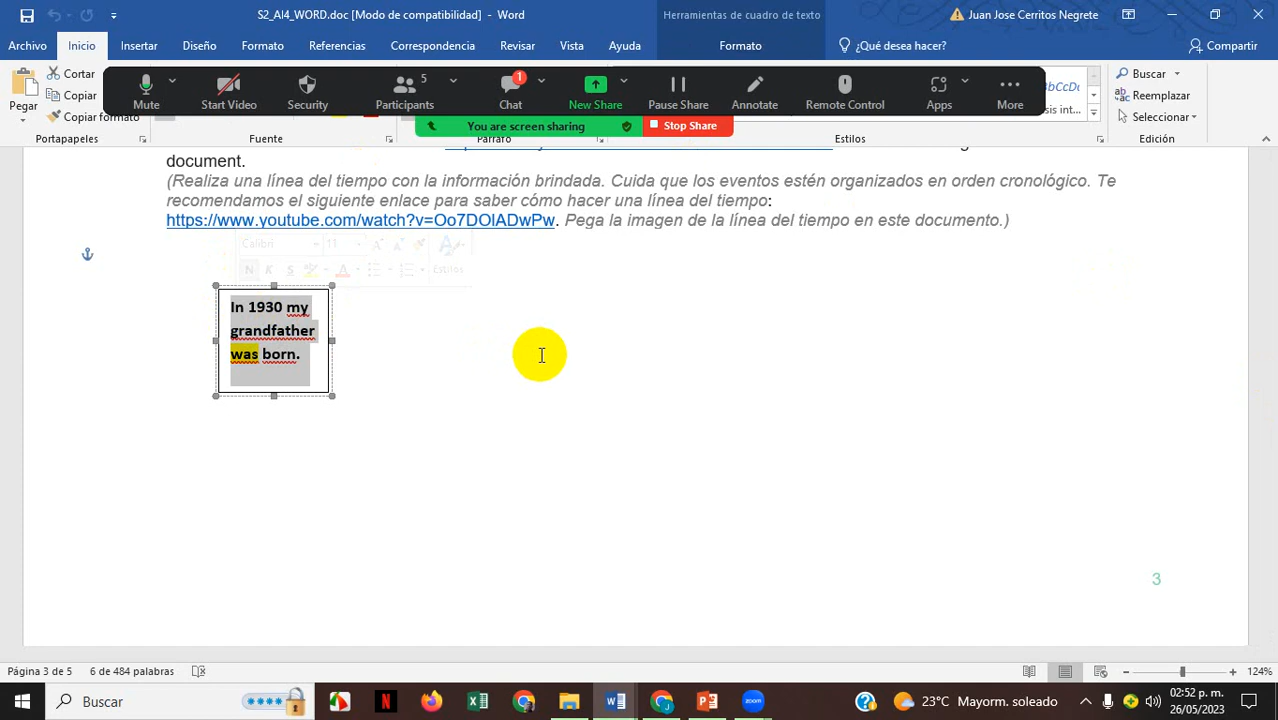 S2_AI4_WORD.doc [Modo de compatibilidad] - Word
Herramientas de cuadro de texto
Juan Jose Cerritos Negrete
Archivo Inicio Insertar Diseño Formato Referencias Correspondencia Revisar Vista Ayuda Formato ¿Qué desea hacer? Compartir
Pegar
Cortar
Copiar
Copiar formato
Portapapeles Fuente Párrafo Estilos Edición
Buscar
Reemplazar
Seleccionar
Mute Start Video Security Participants 5 Chat 1 New Share Pause Share Annotate Remote Control Apps More
You are screen sharing Stop Share
document.
(Realiza una línea del tiempo con la información brindada. Cuida que los eventos estén organizados en orden cronológico. Te
recomendamos el siguiente enlace para saber cómo hacer una línea del tiempo:
https://www.youtube.com/watch?v=Oo7DOlADwPw. Pega la imagen de la línea del tiempo en este documento.)
Calibri 11
N K S Estilos
In 1930 my
grandfather
was born.
3
Página 3 de 5 6 de 484 palabras 124%
Buscar
23°C Mayorm. soleado
02:52 p. m.
26/05/2023